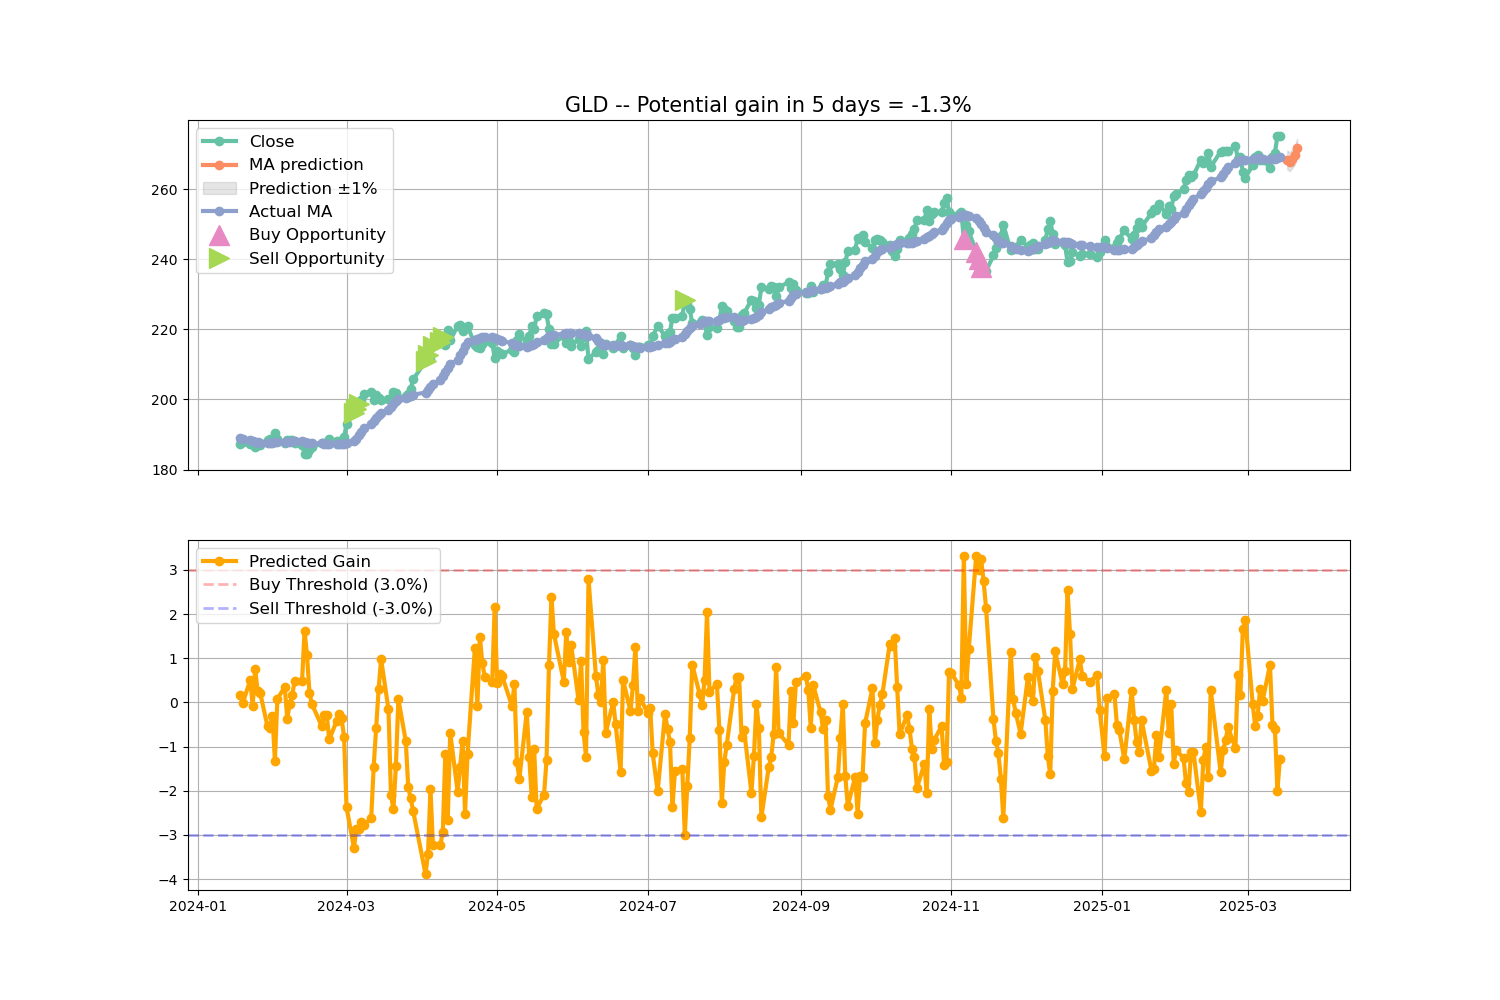 GLD -- Potential gain in 5 days = -1.3%
Close
MA prediction
Prediction ±1%
Actual MA
Buy Opportunity
Sell Opportunity
260
240
220
200
180
Predicted Gain
Buy Threshold (3.0%)
Sell Threshold (-3.0%)
3
2
1
0
−1
−2
−3
−4
2024-01 2024-03 2024-05 2024-07 2024-09 2024-11 2025-01 2025-03